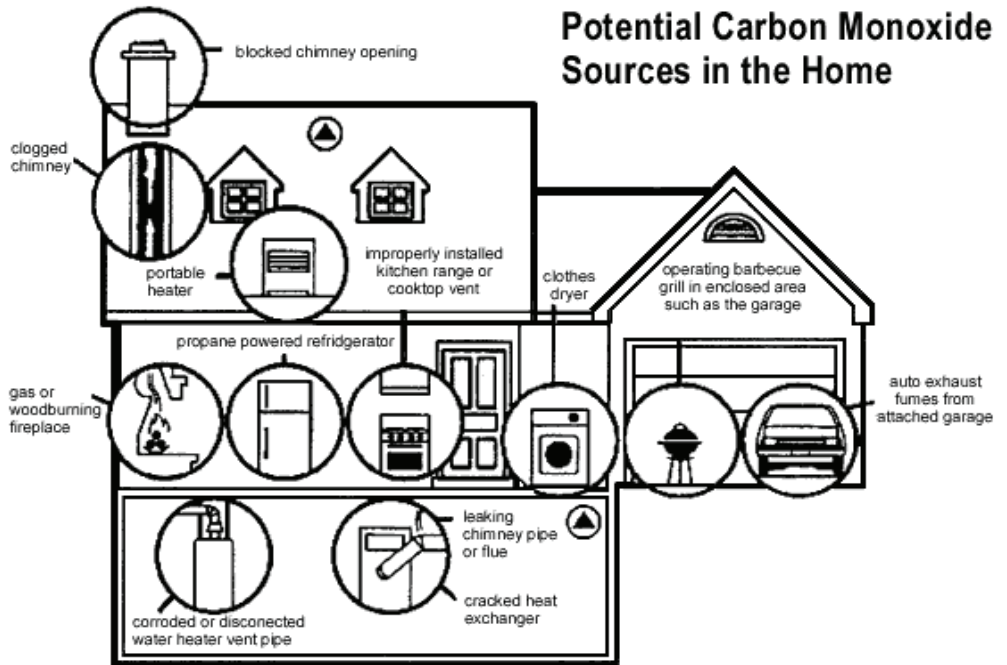 Potential Carbon Monoxide
Sources in the Home
blocked chimney opening
clogged
chimney
portable
heater
improperly installed
kitchen range or
cooktop vent
clothes
dryer
operating barbecue
grill in enclosed area
such as the garage
propane powered refridgerator
gas or
woodburning
fireplace
auto exhaust
fumes from
attached garage
leaking
chimney pipe
or flue
cracked heat
exchanger
corroded or disconected
water heater vent pipe